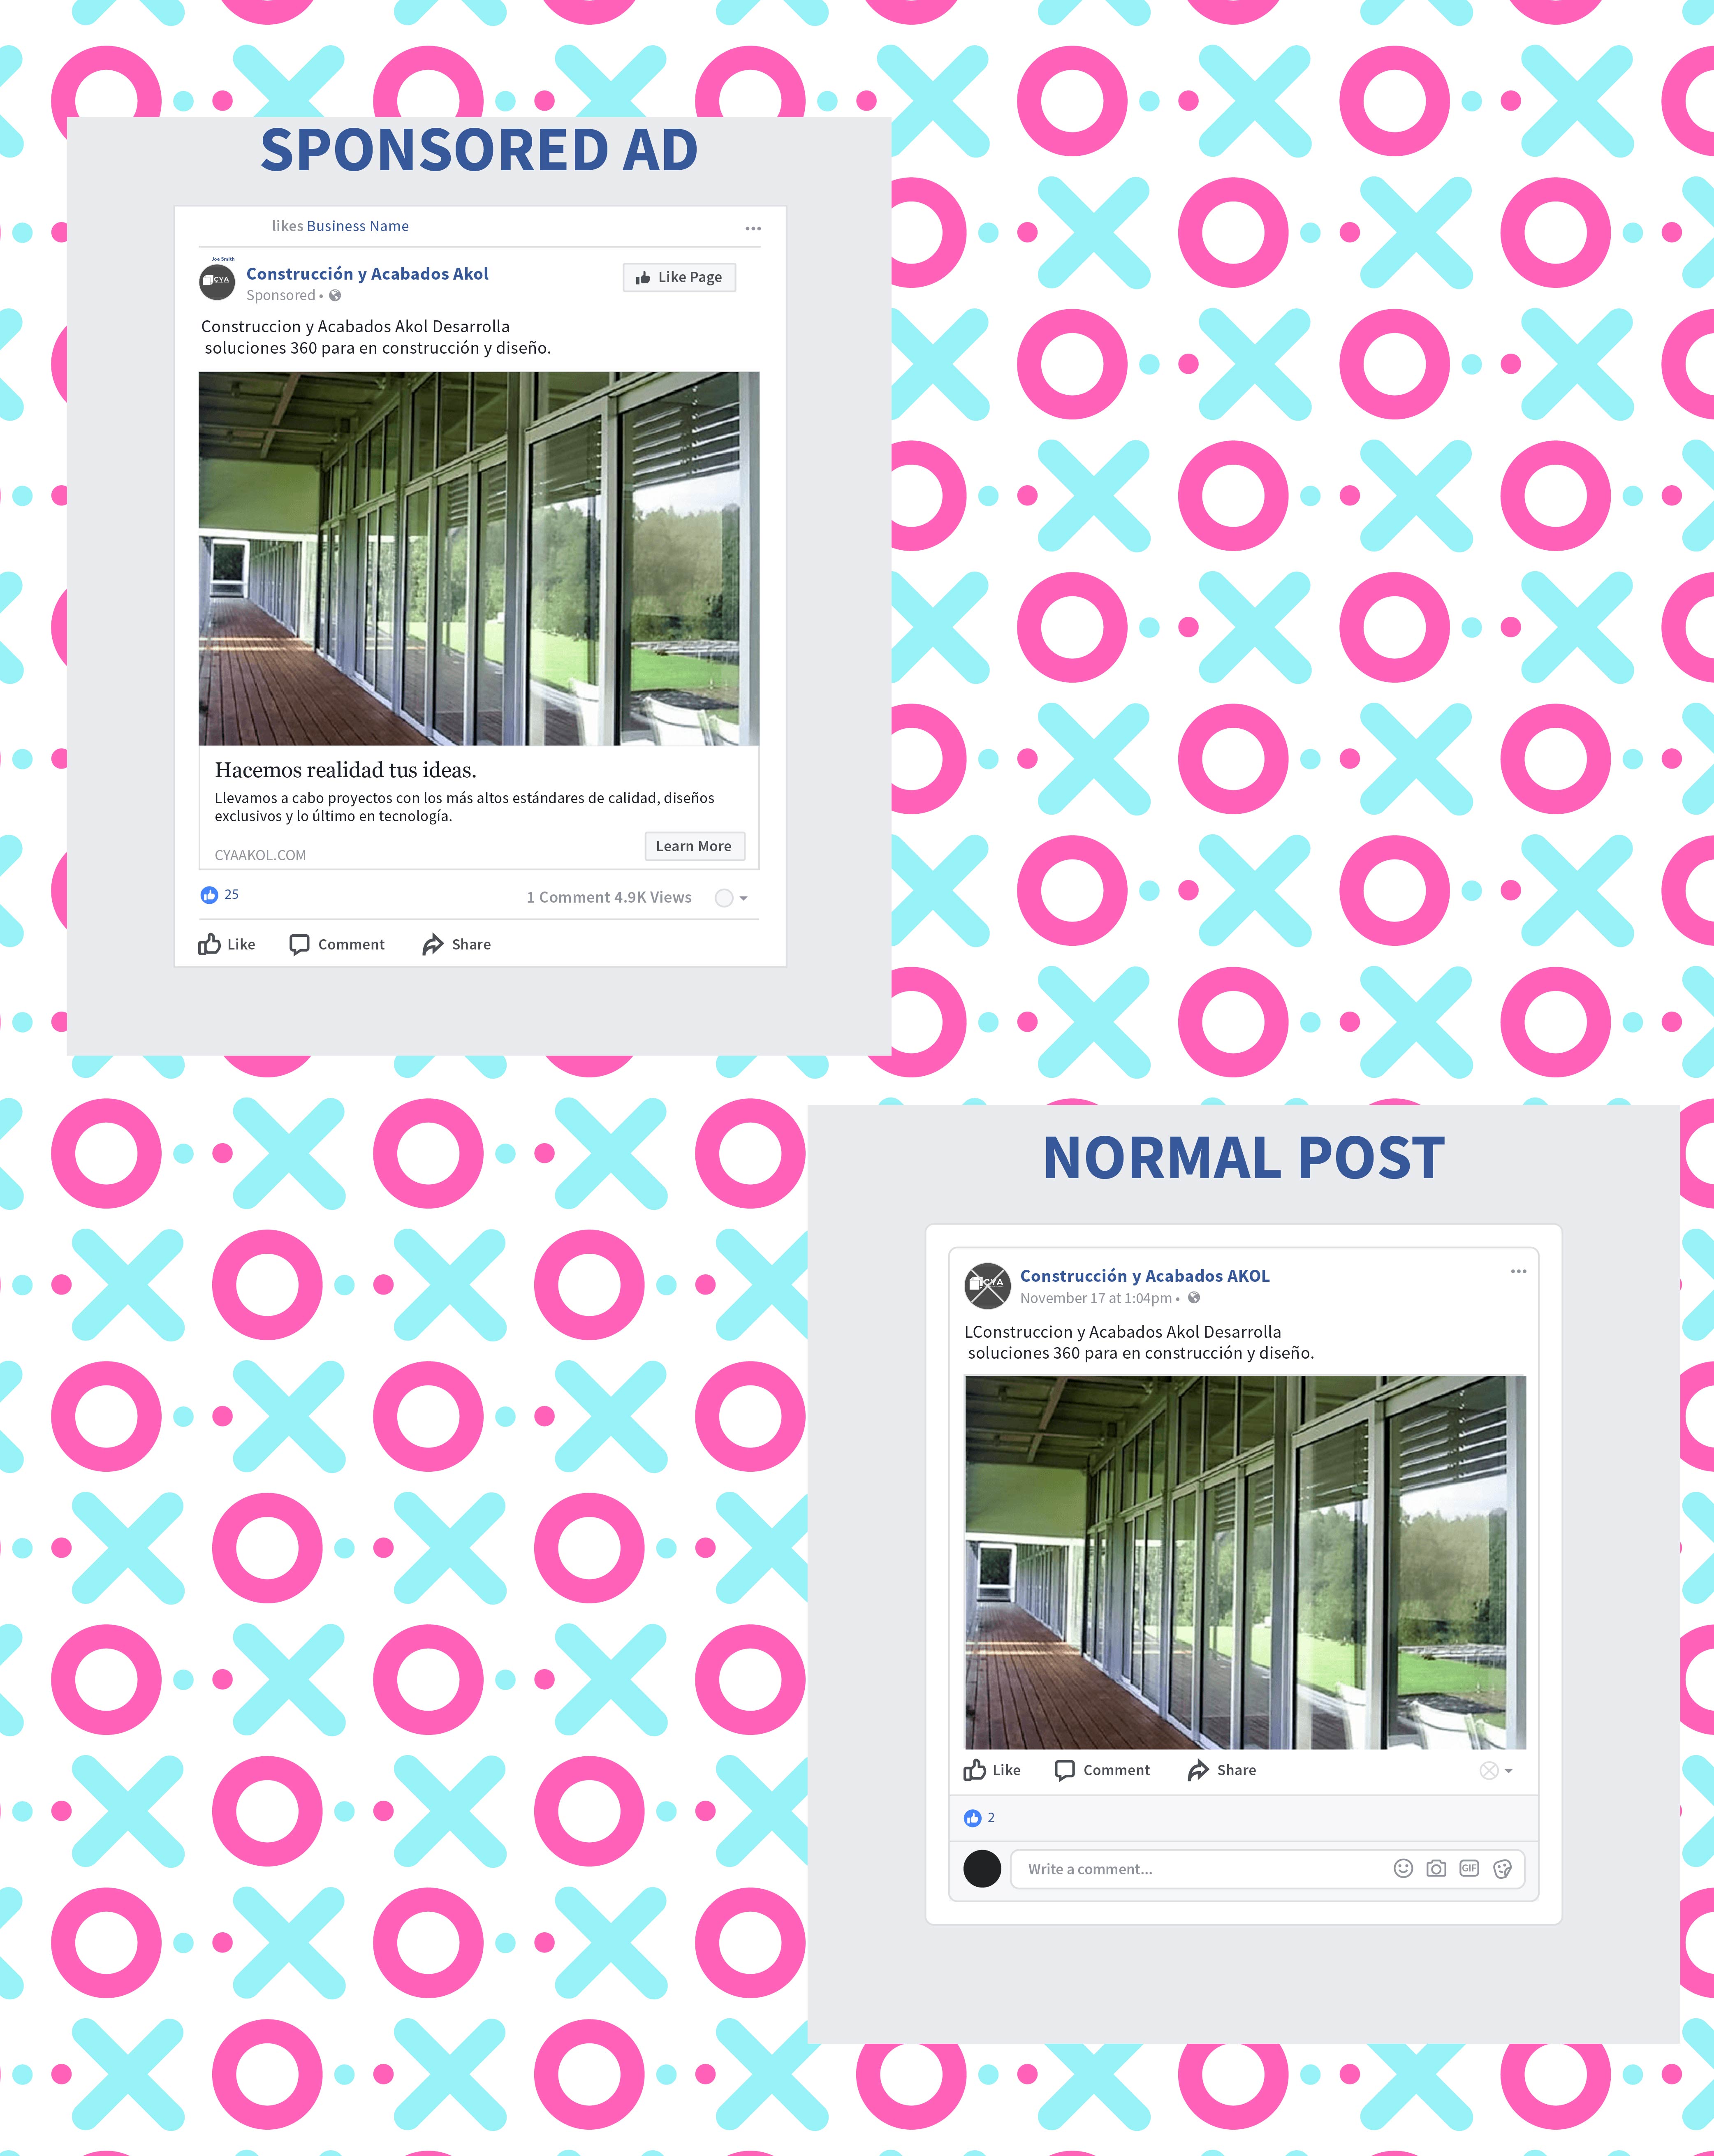 SPONSORED AD
likes Business Name
Joe Smith
CYA
Construcción y Acabados Akol
Sponsored •
Like Page
Construccion y Acabados Akol Desarrolla
soluciones 360 para en construcción y diseño.
Hacemos realidad tus ideas.
Llevamos a cabo proyectos con los más altos estándares de calidad, diseños
exclusivos y lo último en tecnología.
CYAAKOL.COM
Learn More
25
1 Comment 4.9K Views
Like Comment Share
NORMAL POST
CYA
Construcción y Acabados AKOL
November 17 at 1:04pm •
LConstruccion y Acabados Akol Desarrolla
soluciones 360 para en construcción y diseño.
Like Comment Share
2
Write a comment...
GIF